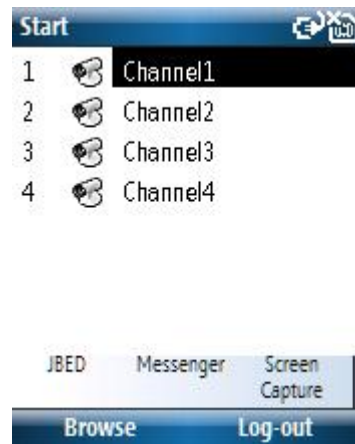 Start
1 Channel1
2 Channel2
3 Channel3
4 Channel4
JBED Messenger Screen
Capture
Browse Log-out